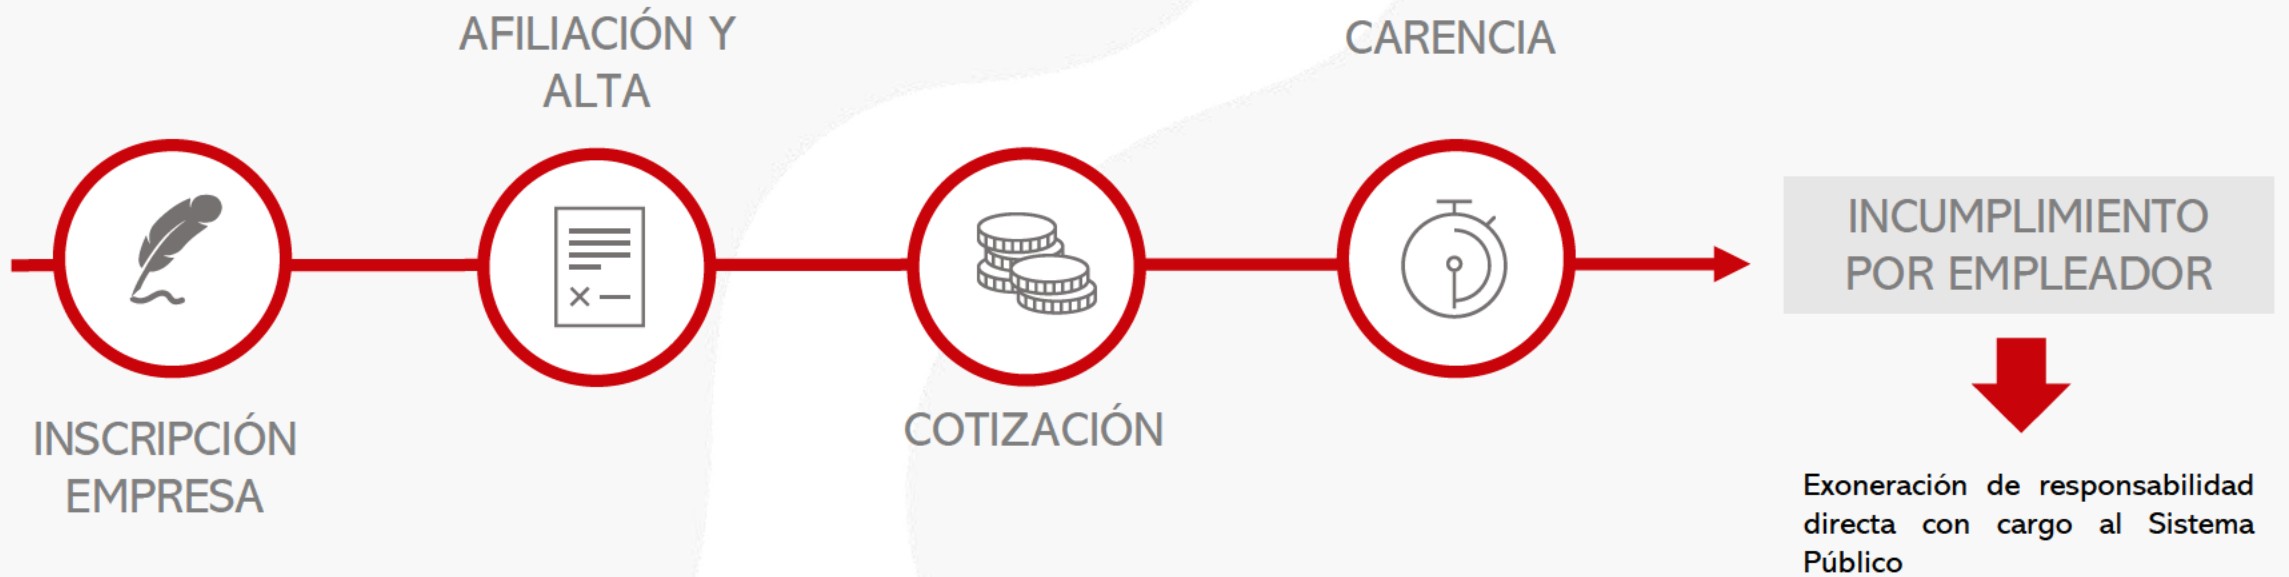 INSCRIPCIÓN
EMPRESA
AFILIACIÓN Y
ALTA
COTIZACIÓN
CARENCIA
INCUMPLIMIENTO
POR EMPLEADOR
Exoneración de responsabilidad
directa con cargo al Sistema
Público